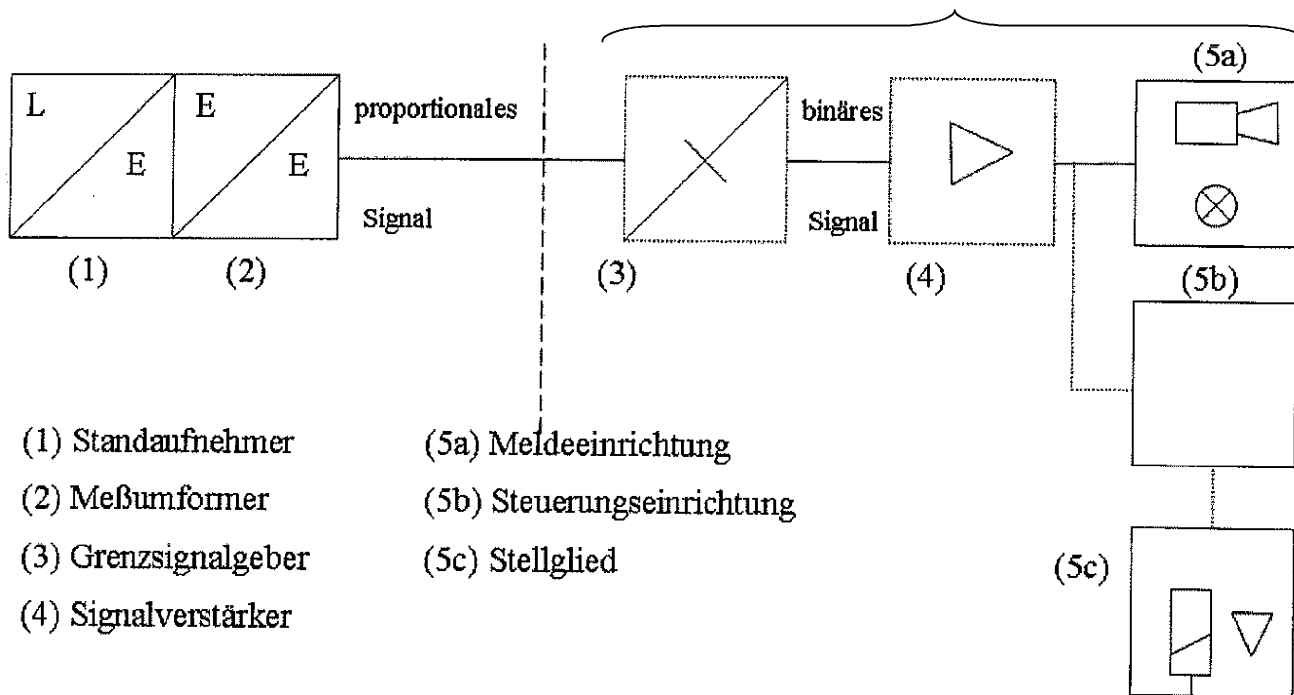 (5a)
L
E
proportionales
binäres
E
E
Signal
Signal
(1)
(2)
(3)
(4)
(5b)
(1) Standaufnehmer
(5a) Meldeeinrichtung
(2) Meßumformer
(5b) Steuerungseinrichtung
(3) Grenzsignalgeber
(5c) Stellglied
(5c)
(4) Signalverstärker